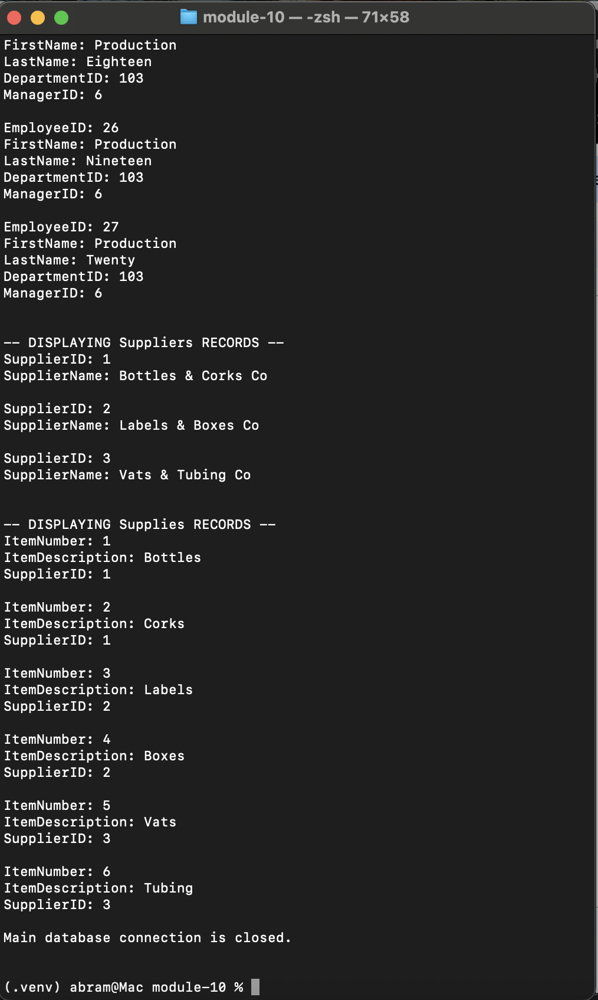 module-10 — -zsh — 71×58
FirstName: Production
LastName: Eighteen
DepartmentID: 103
ManagerID: 6
EmployeeID: 26
FirstName: Production
LastName: Nineteen
DepartmentID: 103
ManagerID: 6
EmployeeID: 27
FirstName: Production
LastName: Twenty
DepartmentID: 103
ManagerID: 6
-- DISPLAYING Suppliers RECORDS --
SupplierID: 1
SupplierName: Bottles & Corks Co
SupplierID: 2
SupplierName: Labels & Boxes Co
SupplierID: 3
SupplierName: Vats & Tubing Co
-- DISPLAYING Supplies RECORDS --
ItemNumber: 1
ItemDescription: Bottles
SupplierID: 1
ItemNumber: 2
ItemDescription: Corks
SupplierID: 1
ItemNumber: 3
ItemDescription: Labels
SupplierID: 2
ItemNumber: 4
ItemDescription: Boxes
SupplierID: 2
ItemNumber: 5
ItemDescription: Vats
SupplierID: 3
ItemNumber: 6
ItemDescription: Tubing
SupplierID: 3
Main database connection is closed.
(.venv) abram@Mac module-10 %